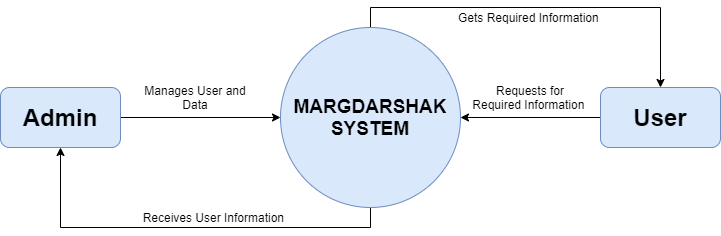 Gets Required Information
Manages User and
Data
Requests for
Required Information
Admin
MARGDARSHAK
SYSTEM
User
Receives User Information